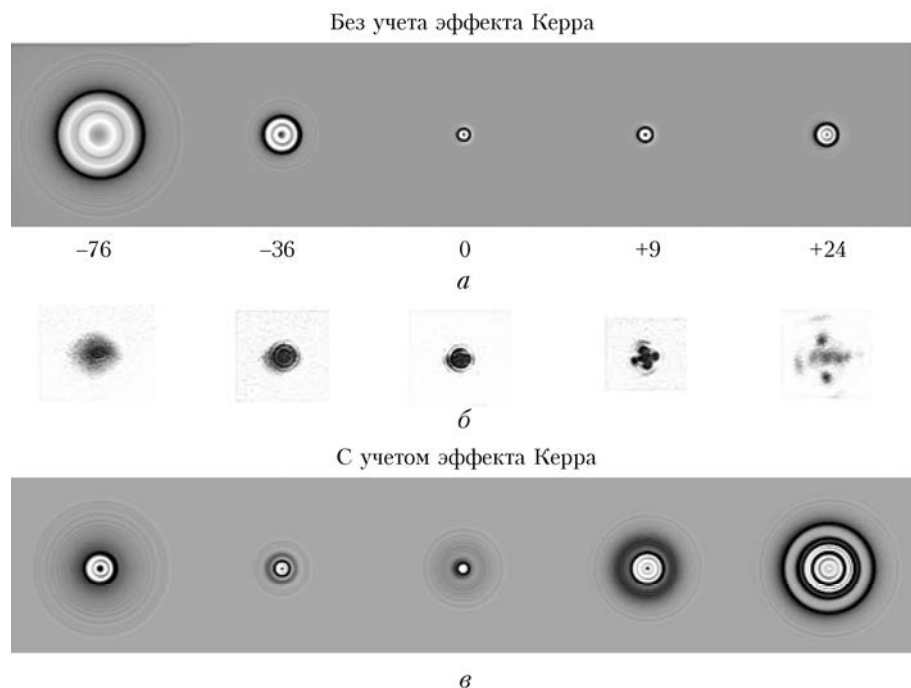 Без учета эффекта Керра
–76 –36 0 +9 +24
а
б
С учетом эффекта Керра
в